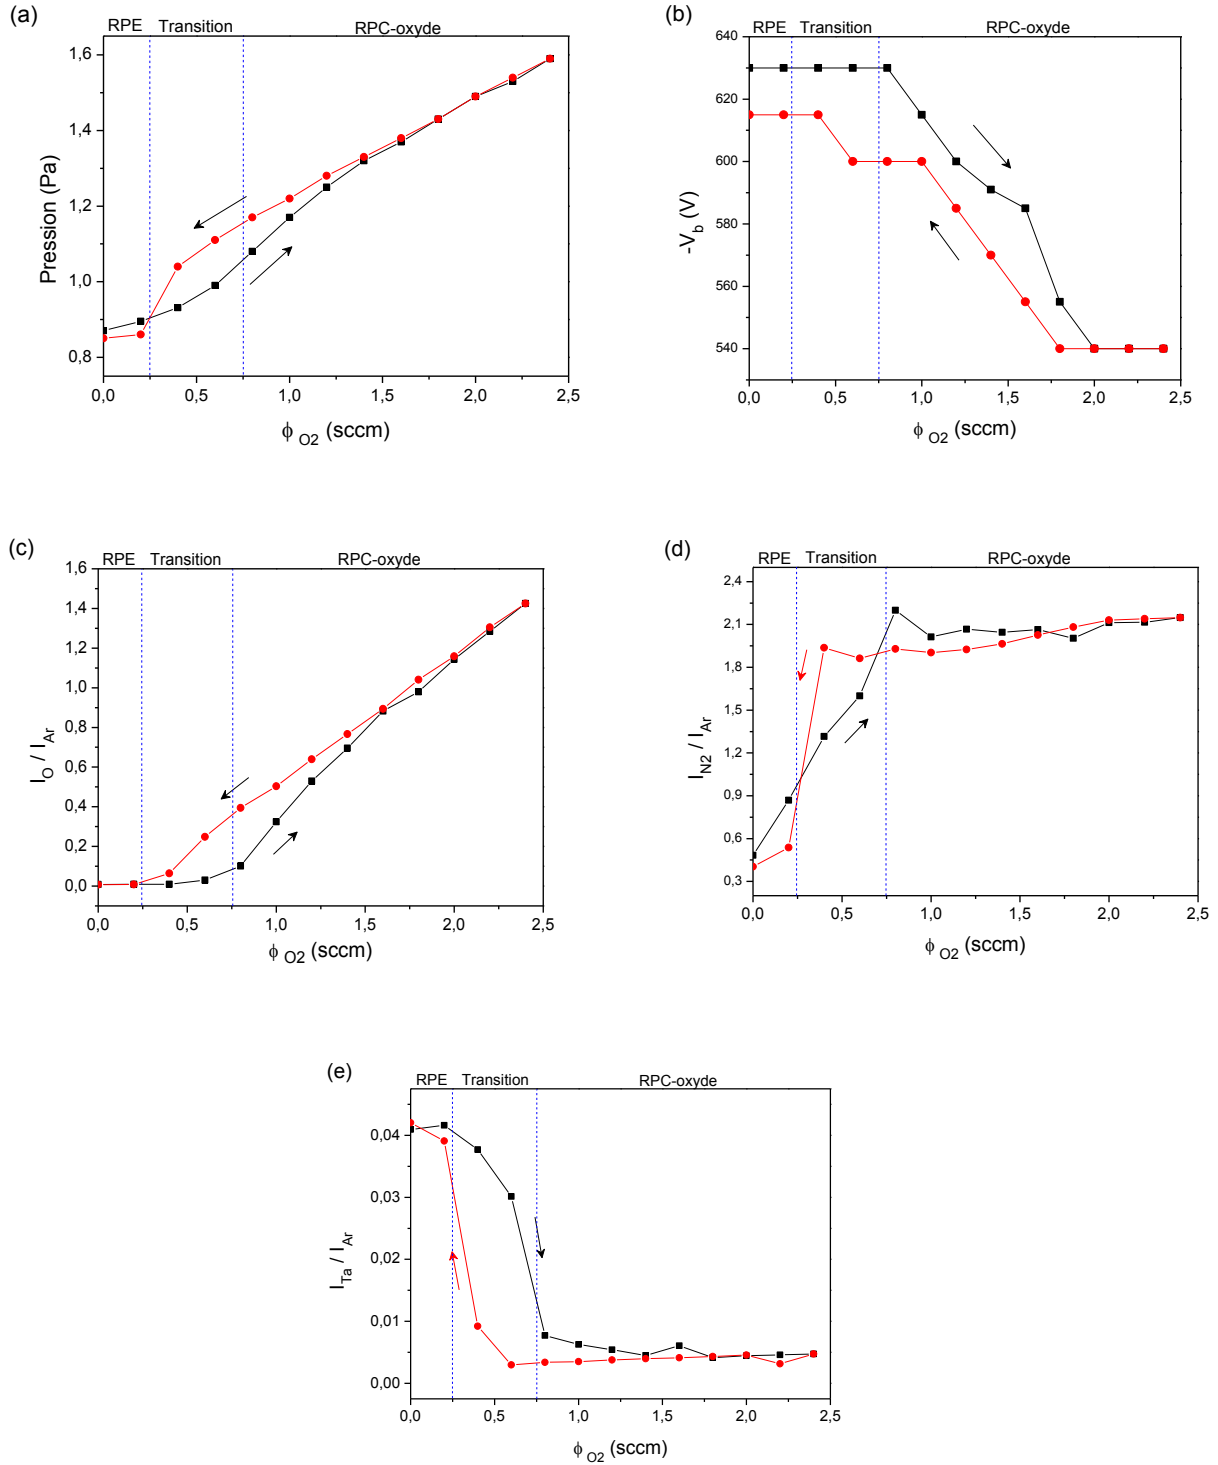 (a)
RPE Transition RPC-oxyde
1,6
1,4
1,2
1,0
0,8
Pression (Pa)
0,0 0,5 1,0 1,5 2,0 2,5
ϕ O2 (sccm)
(b)
RPE Transition RPC-oxyde
640
620
600
580
560
540
-Vb (V)
0,0 0,5 1,0 1,5 2,0 2,5
ϕ O2 (sccm)
(c)
RPE Transition RPC-oxyde
1,6
1,4
1,2
1,0
0,8
0,6
0,4
0,2
0,0
IO / IAr
0,0 0,5 1,0 1,5 2,0 2,5
ϕ O2 (sccm)
(d)
RPE Transition RPC-oxyde
2,4
2,1
1,8
1,5
1,2
0,9
0,6
0,3
IN2 / IAr
0,0 0,5 1,0 1,5 2,0 2,5
ϕ O2 (sccm)
(e)
RPE Transition RPC-oxyde
0,04
0,03
0,02
0,01
0,00
ITa / IAr
0,0 0,5 1,0 1,5 2,0 2,5
ϕ O2 (sccm)